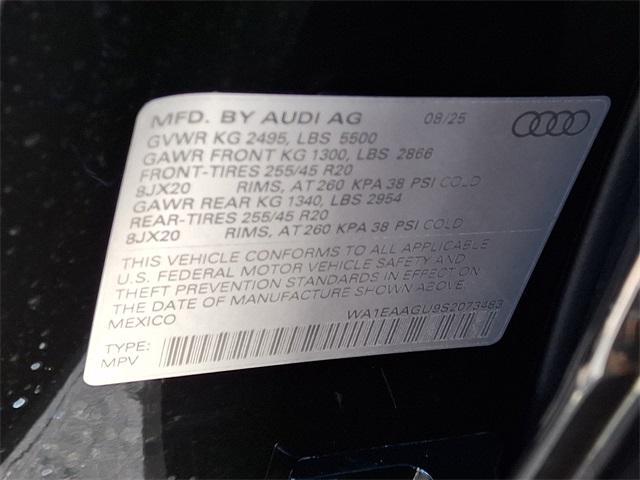 MFD. BY AUDI AG 08/25
GVWR KG 2495, LBS 5500
GAWR FRONT KG 1300, LBS 2866
FRONT-TIRES 255/45 R20
8JX20 RIMS, AT 260 KPA 38 PSI COLD
GAWR REAR KG 1340, LBS 2954
REAR-TIRES 255/45 R20
8JX20 RIMS, AT 260 KPA 38 PSI COLD
THIS VEHICLE CONFORMS TO ALL APPLICABLE
U.S. FEDERAL MOTOR VEHICLE SAFETY AND
THEFT PREVENTION STANDARDS IN EFFECT ON
THE DATE OF MANUFACTURE SHOWN ABOVE.
MEXICO WA1EAAGU9S2073483
TYPE:
MPV